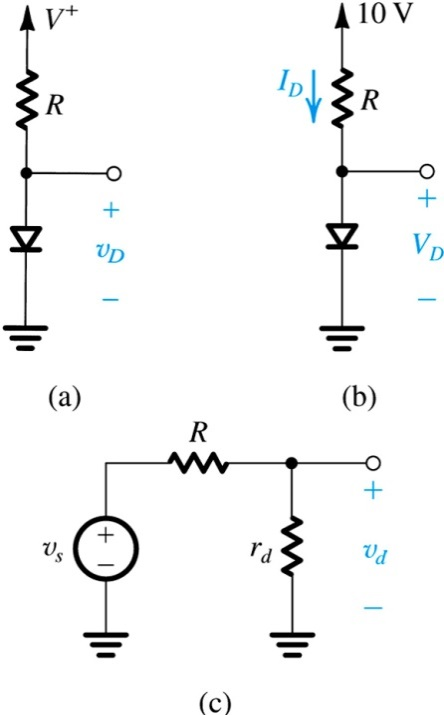 V⁺
R
+
v_D
−
(a)
10 V
I_D
R
+
V_D
−
(b)
R
v_s
+
−
r_d
+
v_d
−
(c)